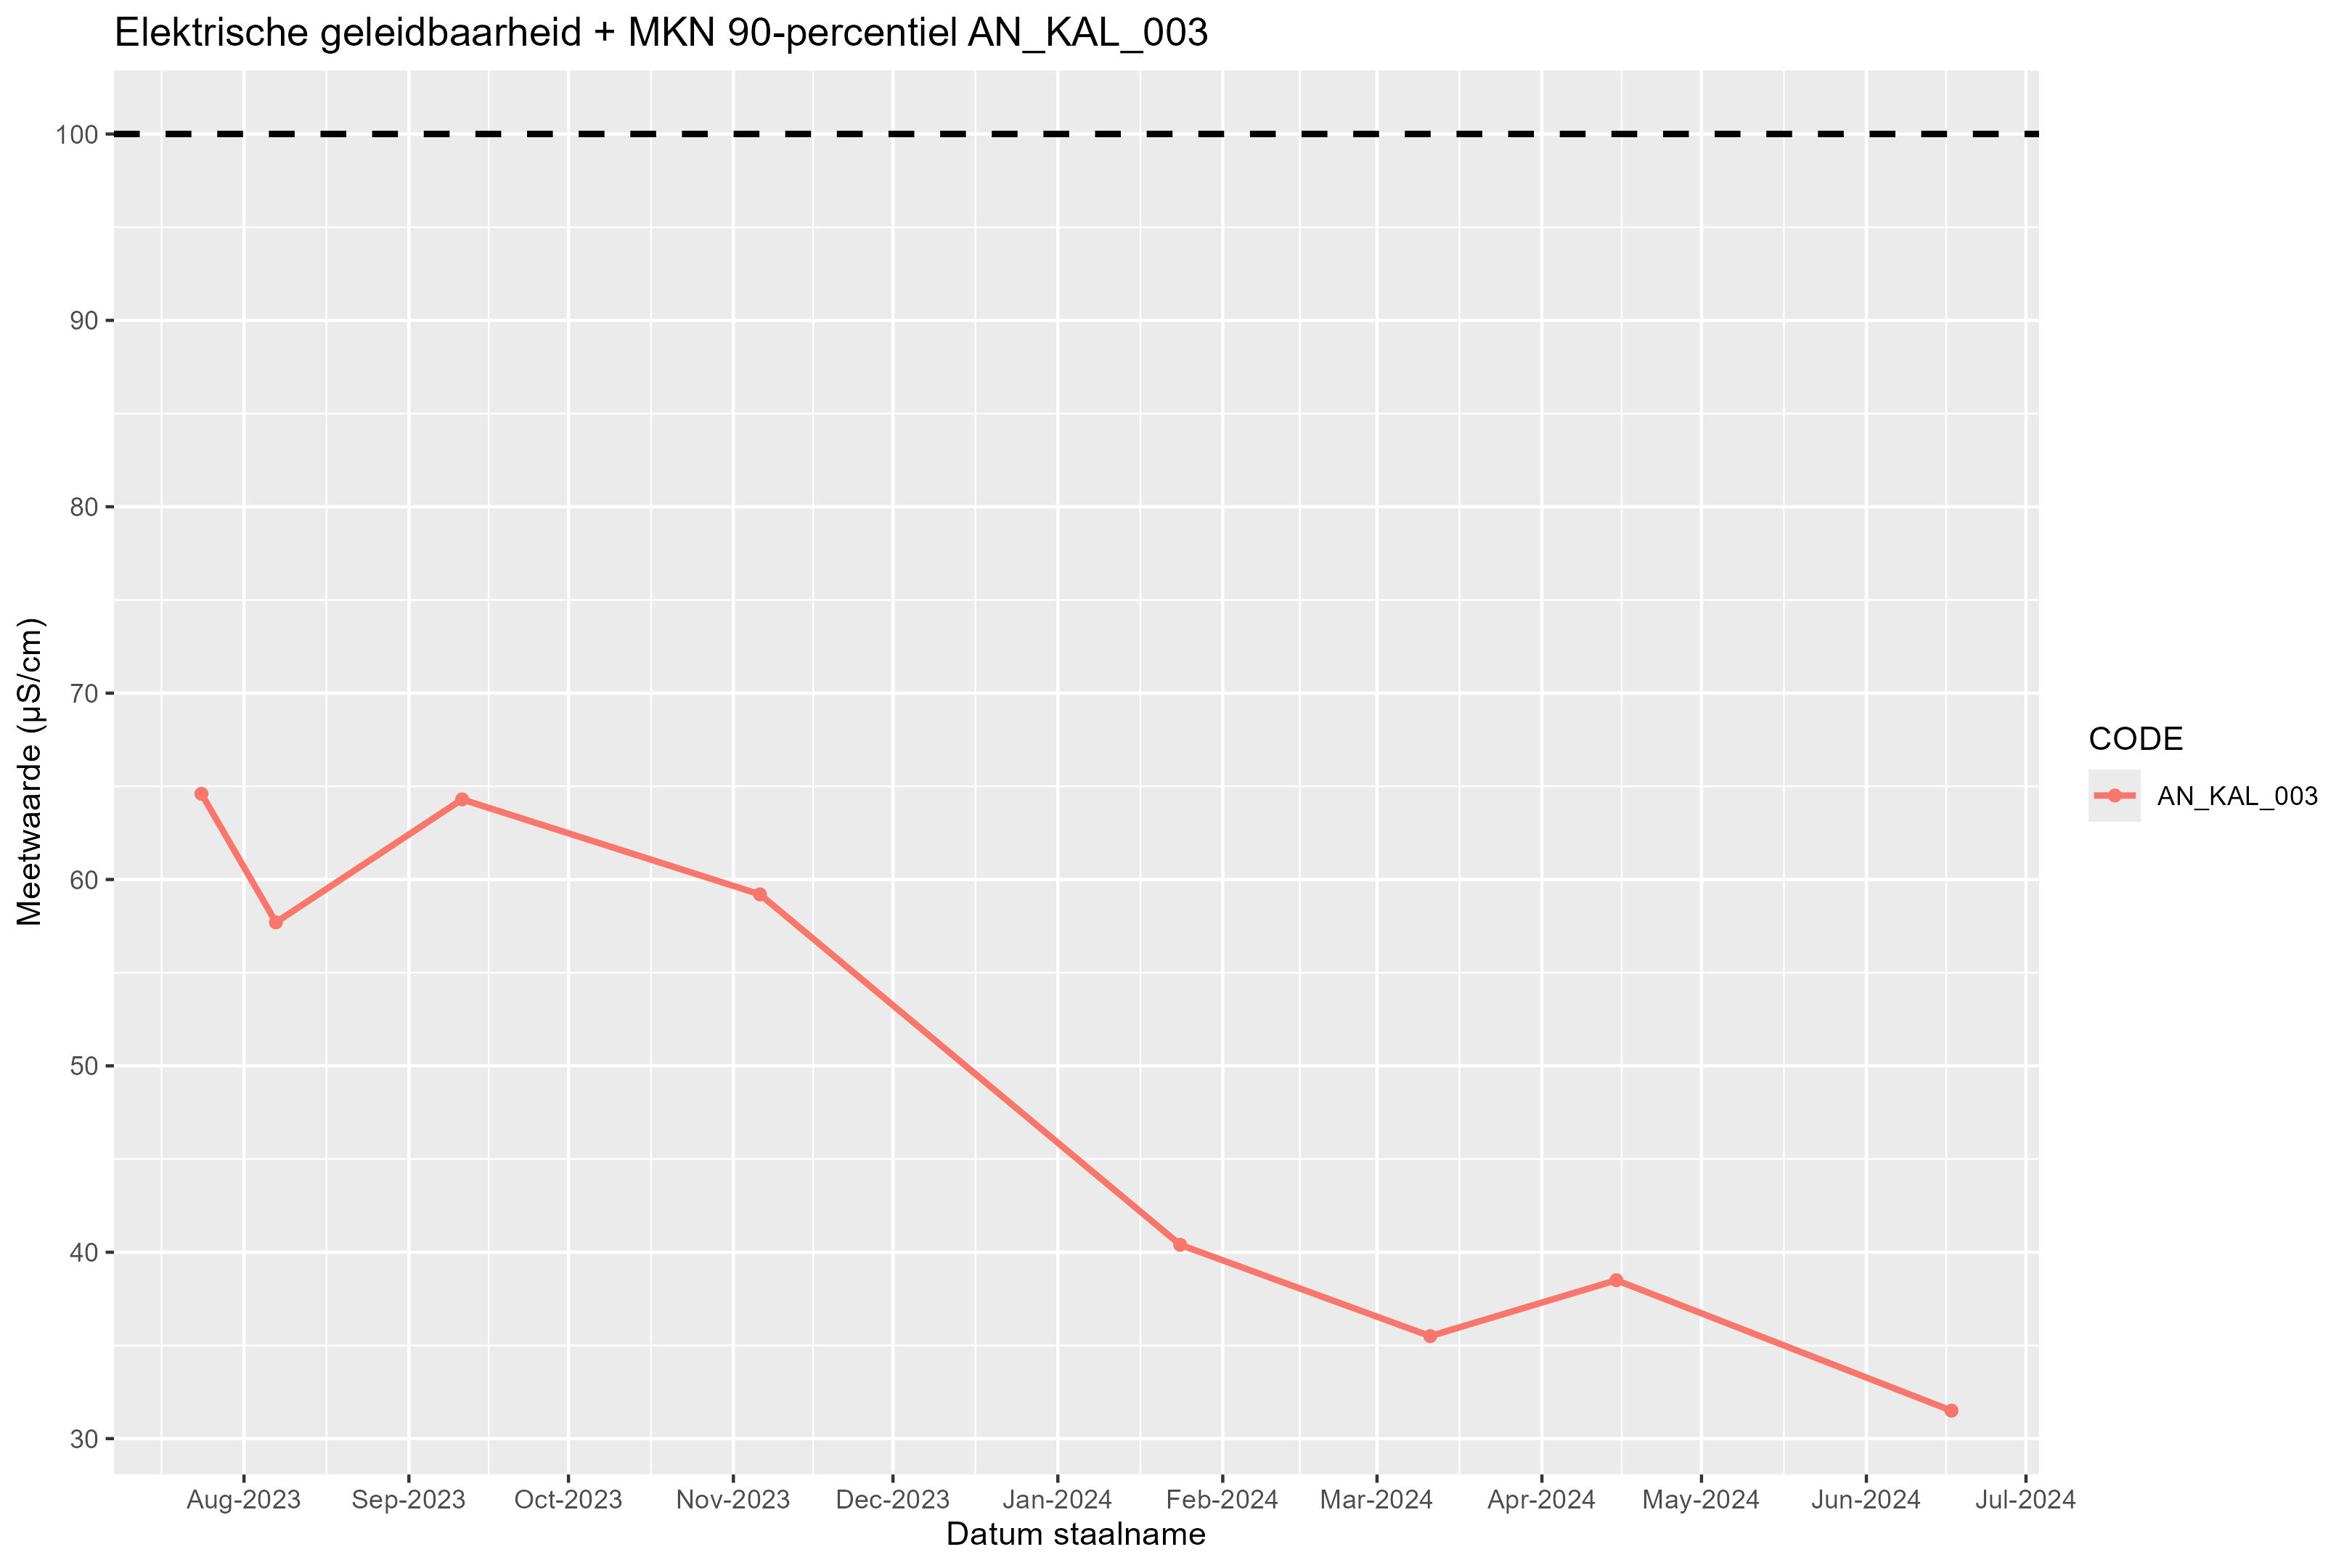 Elektrische geleidbaarheid + MKN 90-percentiel AN_KAL_003
Meetwaarde (µS/cm)
100
90
80
70
60
50
40
30
Aug-2023 Sep-2023 Oct-2023 Nov-2023 Dec-2023 Jan-2024 Feb-2024 Mar-2024 Apr-2024 May-2024 Jun-2024 Jul-2024
Datum staalname
CODE
AN_KAL_003